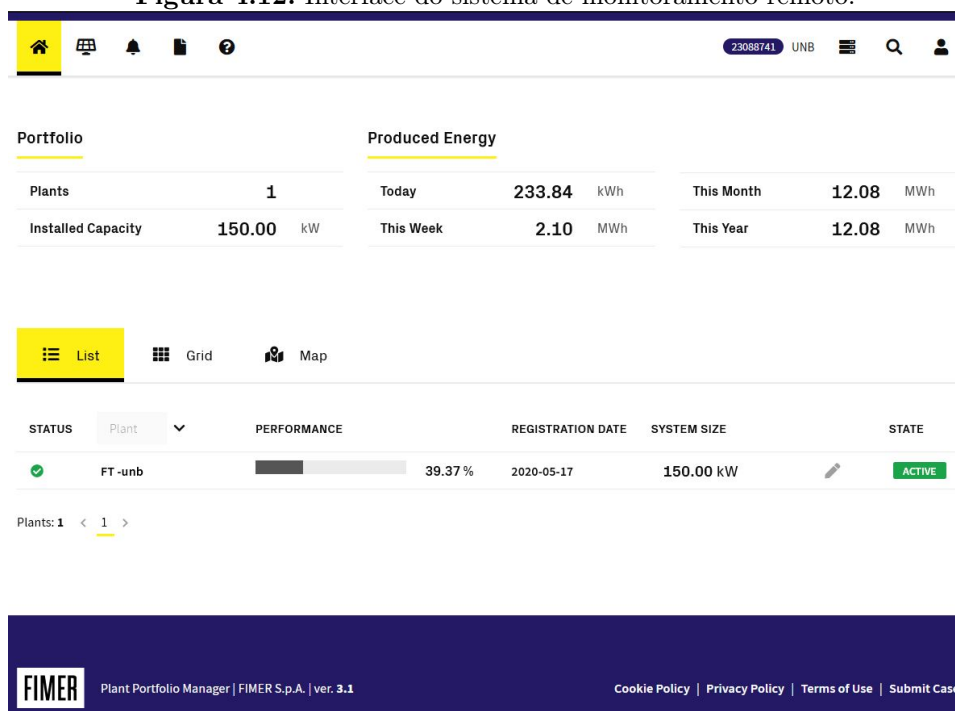 Figura 4.12: Interface do sistema de monitoramento remoto.
23088741 UNB
Portfolio
Produced Energy
Plants 1
Today 233.84 kWh
This Month 12.08 MWh
Installed Capacity 150.00 kW
This Week 2.10 MWh
This Year 12.08 MWh
List Grid Map
STATUS Plant PERFORMANCE REGISTRATION DATE SYSTEM SIZE STATE
FT -unb 39.37 % 2020-05-17 150.00 kW ACTIVE
Plants: 1 < 1 >
FIMER Plant Portfolio Manager | FIMER S.p.A. | ver. 3.1 Cookie Policy | Privacy Policy | Terms of Use | Submit Case